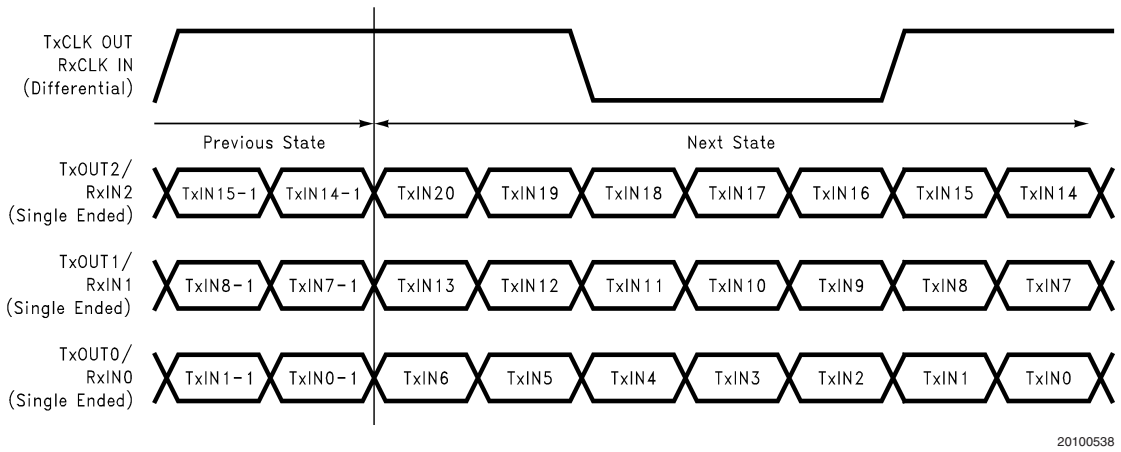 TxCLK OUT
RxCLK IN
(Differential)
Previous State
Next State
TxOUT2/
RxIN2
(Single Ended)
TxIN15-1 TxIN14-1 TxIN20 TxIN19 TxIN18 TxIN17 TxIN16 TxIN15 TxIN14
TxOUT1/
RxIN1
(Single Ended)
TxIN8-1 TxIN7-1 TxIN13 TxIN12 TxIN11 TxIN10 TxIN9 TxIN8 TxIN7
TxOUT0/
RxIN0
(Single Ended)
TxIN1-1 TxIN0-1 TxIN6 TxIN5 TxIN4 TxIN3 TxIN2 TxIN1 TxIN0
20100538